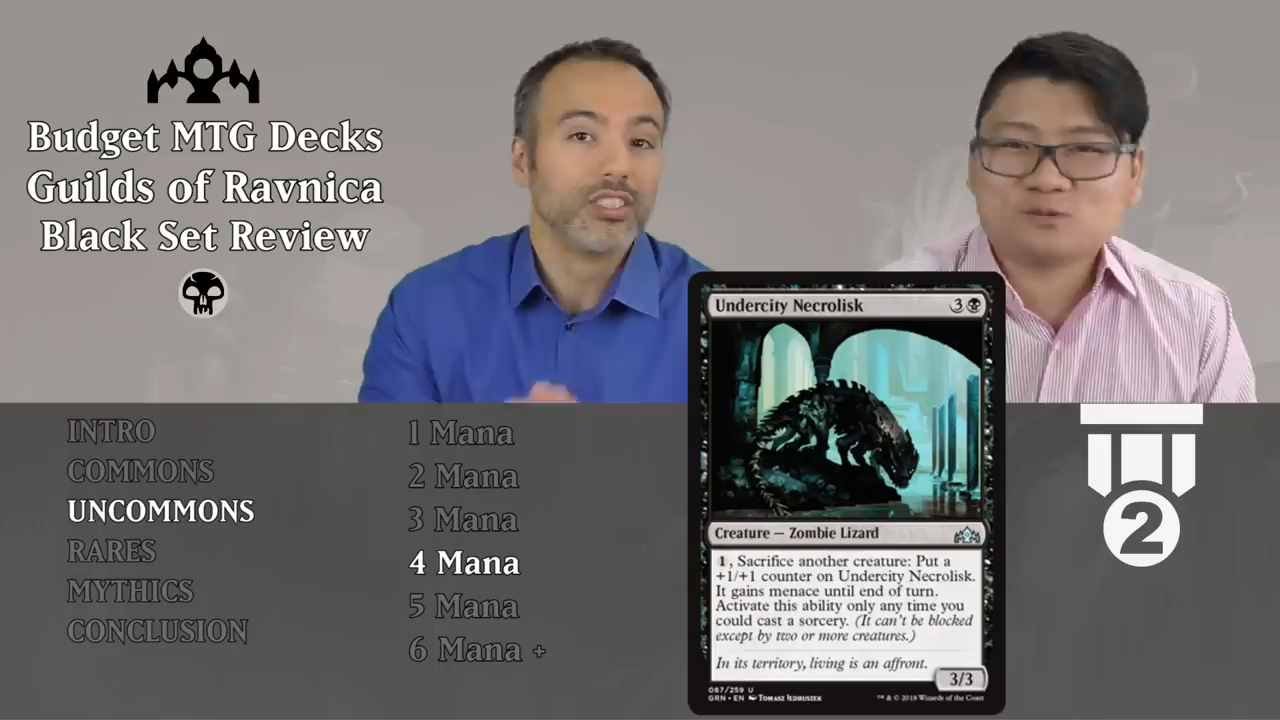 Budget MTG Decks
Guilds of Ravnica
Black Set Review
INTRO
COMMONS
UNCOMMONS
RARES
MYTHICS
CONCLUSION
1 Mana
2 Mana
3 Mana
4 Mana
5 Mana
6 Mana +
Undercity Necrolisk 3
Creature — Zombie Lizard
1, Sacrifice another creature: Put a
+1/+1 counter on Undercity Necrolisk.
It gains menace until end of turn.
Activate this ability only any time you
could cast a sorcery. (It can't be blocked
except by two or more creatures.)
In its territory, living is an affront.
3/3
087/259 U
GRN • EN Tomasz Jedruszek
™ & © 2018 Wizards of the Coast
2